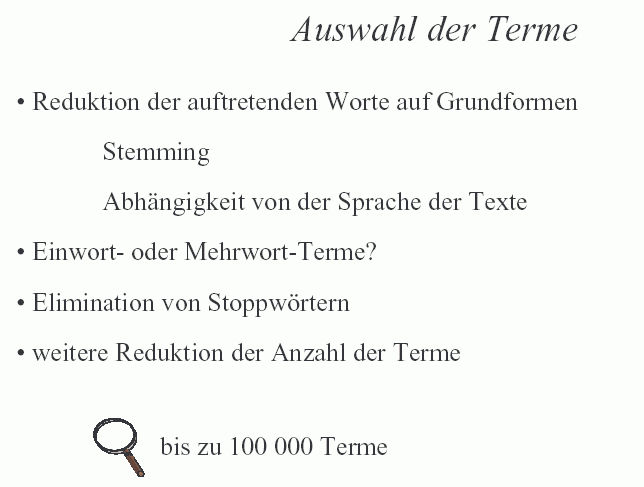 Auswahl der Terme
• Reduktion der auftretenden Worte auf Grundformen
Stemming
Abhängigkeit von der Sprache der Texte
• Einwort- oder Mehrwort-Terme?
• Elimination von Stoppwörtern
• weitere Reduktion der Anzahl der Terme
bis zu 100 000 Terme